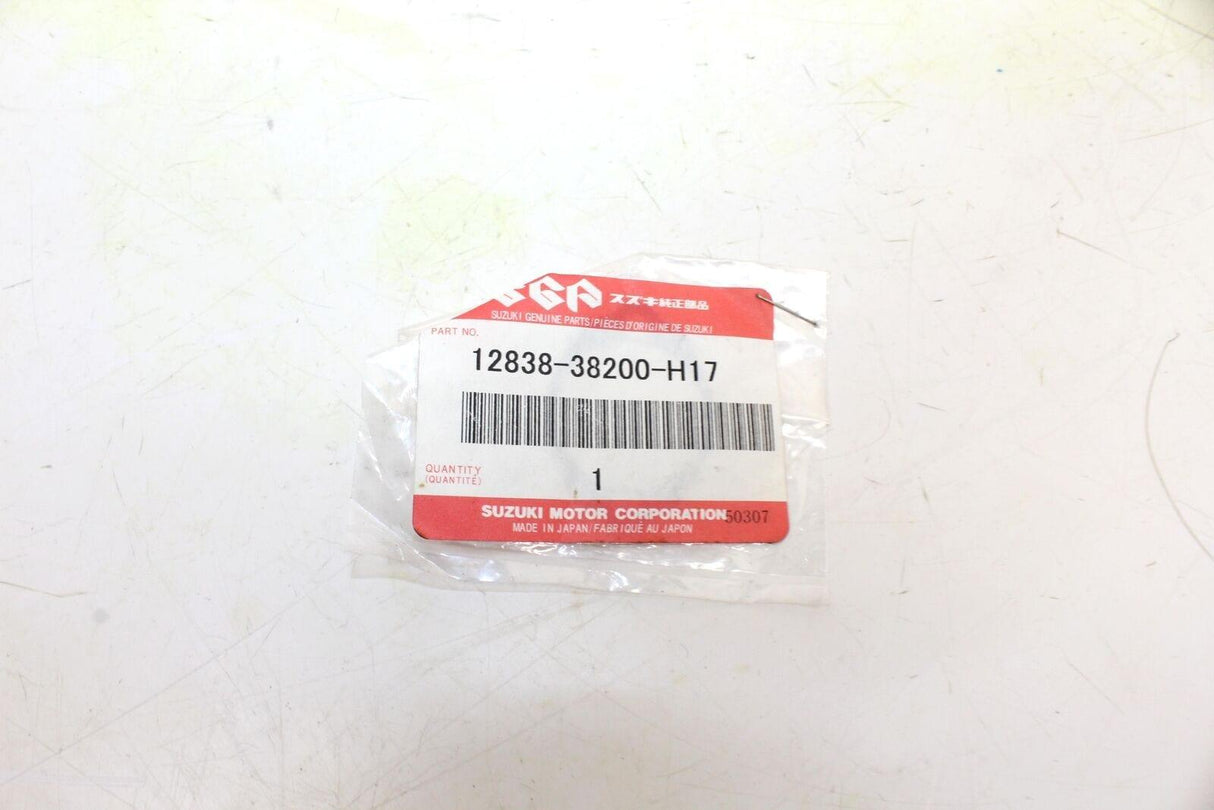 SGP スズキ純正部品
SUZUKI GENUINE PARTS/PIÈCES D'ORIGINE DE SUZUKI
PART NO.
12838-38200-H17
QUANTITY
(QUANTITÉ)
1
SUZUKI MOTOR CORPORATION 50307
MADE IN JAPAN/FABRIQUÉ AU JAPON